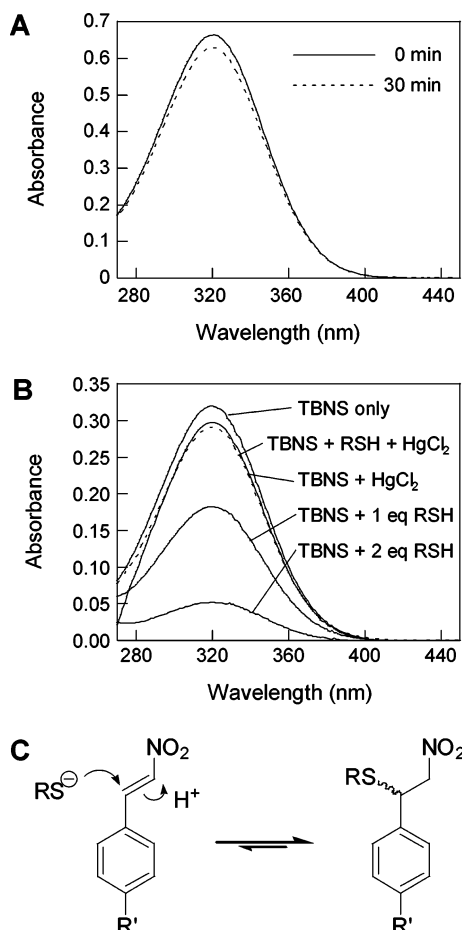 A
0.7
0.6
0.5
0.4
0.3
0.2
0.1
0
Absorbance
0 min
30 min
280 320 360 400 440
Wavelength (nm)
B
0.35
0.30
0.25
0.20
0.15
0.10
0.05
0.00
Absorbance
TBNS only
TBNS + RSH + HgCl₂
TBNS + HgCl₂
TBNS + 1 eq RSH
TBNS + 2 eq RSH
280 320 360 400 440
Wavelength (nm)
C
NO₂
RS⊖
H⁺
R'
NO₂
RS
R'